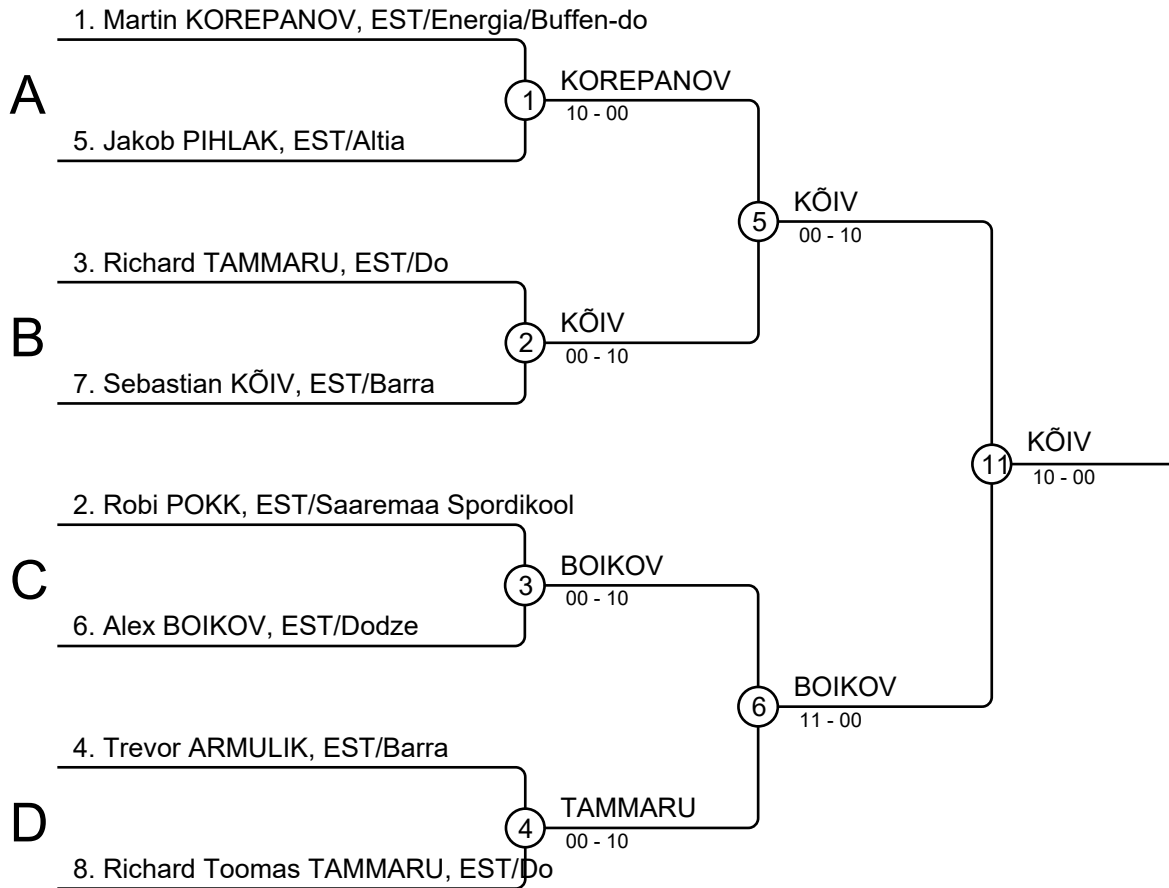 1. Martin KOREPANOV, EST/Energia/Buffen-do
A
1
KOREPANOV
10 - 00
5. Jakob PIHLAK, EST/Altia
5
KÕIV
00 - 10
3. Richard TAMMARU, EST/Do
B
2
KÕIV
00 - 10
7. Sebastian KÕIV, EST/Barra
11
KÕIV
10 - 00
2. Robi POKK, EST/Saaremaa Spordikool
C
3
BOIKOV
00 - 10
6. Alex BOIKOV, EST/Dodze
6
BOIKOV
11 - 00
4. Trevor ARMULIK, EST/Barra
D
4
TAMMARU
00 - 10
8. Richard Toomas TAMMARU, EST/Do